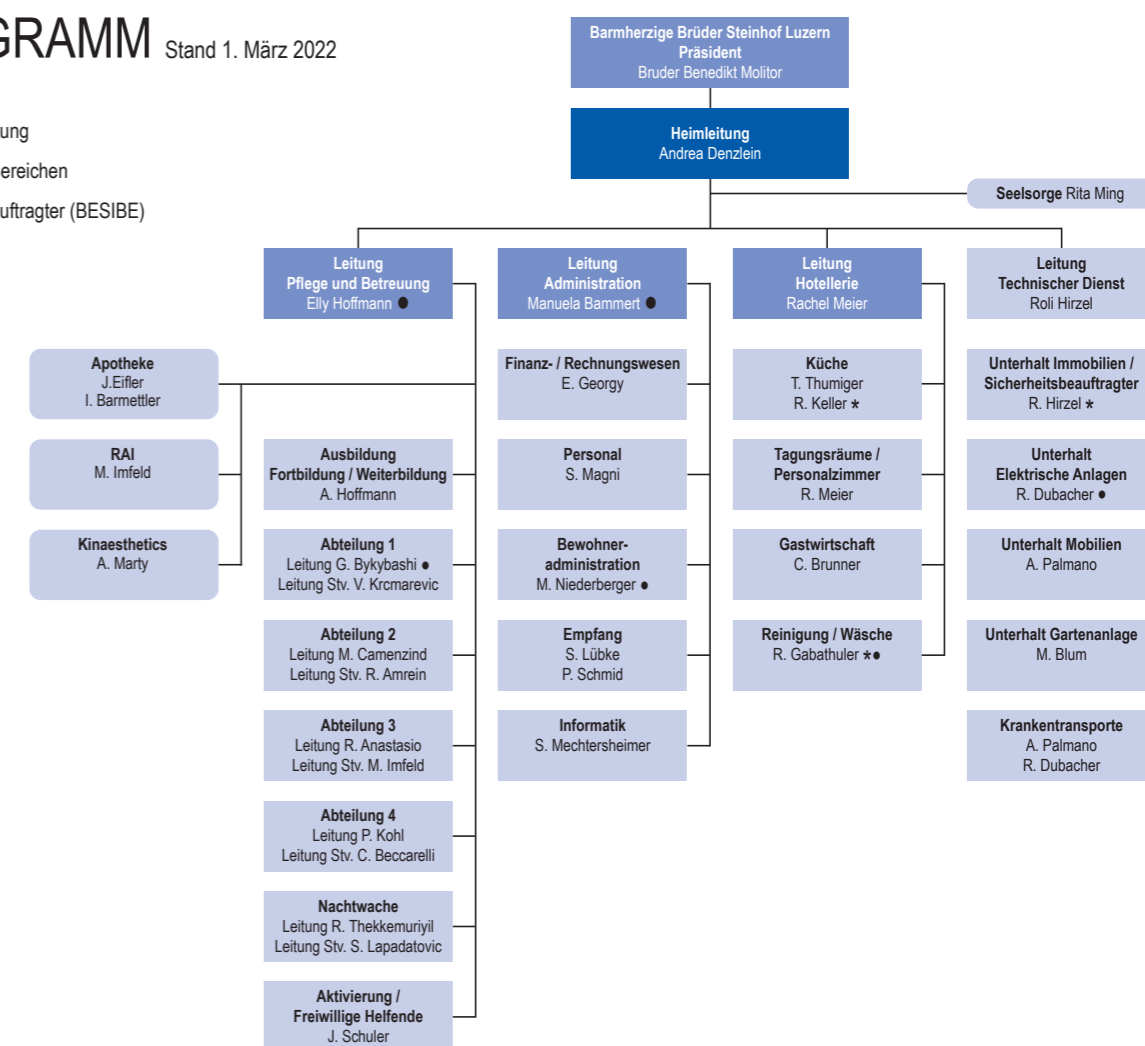 GRAMM Stand 1. März 2022
ung
ereichen
uftragter (BESIBE)
Barmherzige Brüder Steinhof Luzern
Präsident
Bruder Benedikt Molitor
Heimleitung
Andrea Denzlein
Seelsorge Rita Ming
Leitung
Pflege und Betreuung
Elly Hoffmann ●
Leitung
Administration
Manuela Bammert ●
Leitung
Hotellerie
Rachel Meier
Leitung
Technischer Dienst
Roli Hirzel
Apotheke
J.Eifler
I. Barmettler
RAI
M. Imfeld
Kinaesthetics
A. Marty
Ausbildung
Fortbildung / Weiterbildung
A. Hoffmann
Abteilung 1
Leitung G. Bykybashi ●
Leitung Stv. V. Krcmarevic
Abteilung 2
Leitung M. Camenzind
Leitung Stv. R. Amrein
Abteilung 3
Leitung R. Anastasio
Leitung Stv. M. Imfeld
Abteilung 4
Leitung P. Kohl
Leitung Stv. C. Beccarelli
Nachtwache
Leitung R. Thekkemuriyil
Leitung Stv. S. Lapadatovic
Aktivierung /
Freiwillige Helfende
J. Schuler
Finanz- / Rechnungswesen
E. Georgy
Personal
S. Magni
Bewohner-
administration
M. Niederberger ●
Empfang
S. Lübke
P. Schmid
Informatik
S. Mechtersheimer
Küche
T. Thumiger
R. Keller *
Tagungsräume /
Personalzimmer
R. Meier
Gastwirtschaft
C. Brunner
Reinigung / Wäsche
R. Gabathuler *●
Unterhalt Immobilien /
Sicherheitsbeauftragter
R. Hirzel *
Unterhalt
Elektrische Anlagen
R. Dubacher ●
Unterhalt Mobilien
A. Palmano
Unterhalt Gartenanlage
M. Blum
Krankentransporte
A. Palmano
R. Dubacher